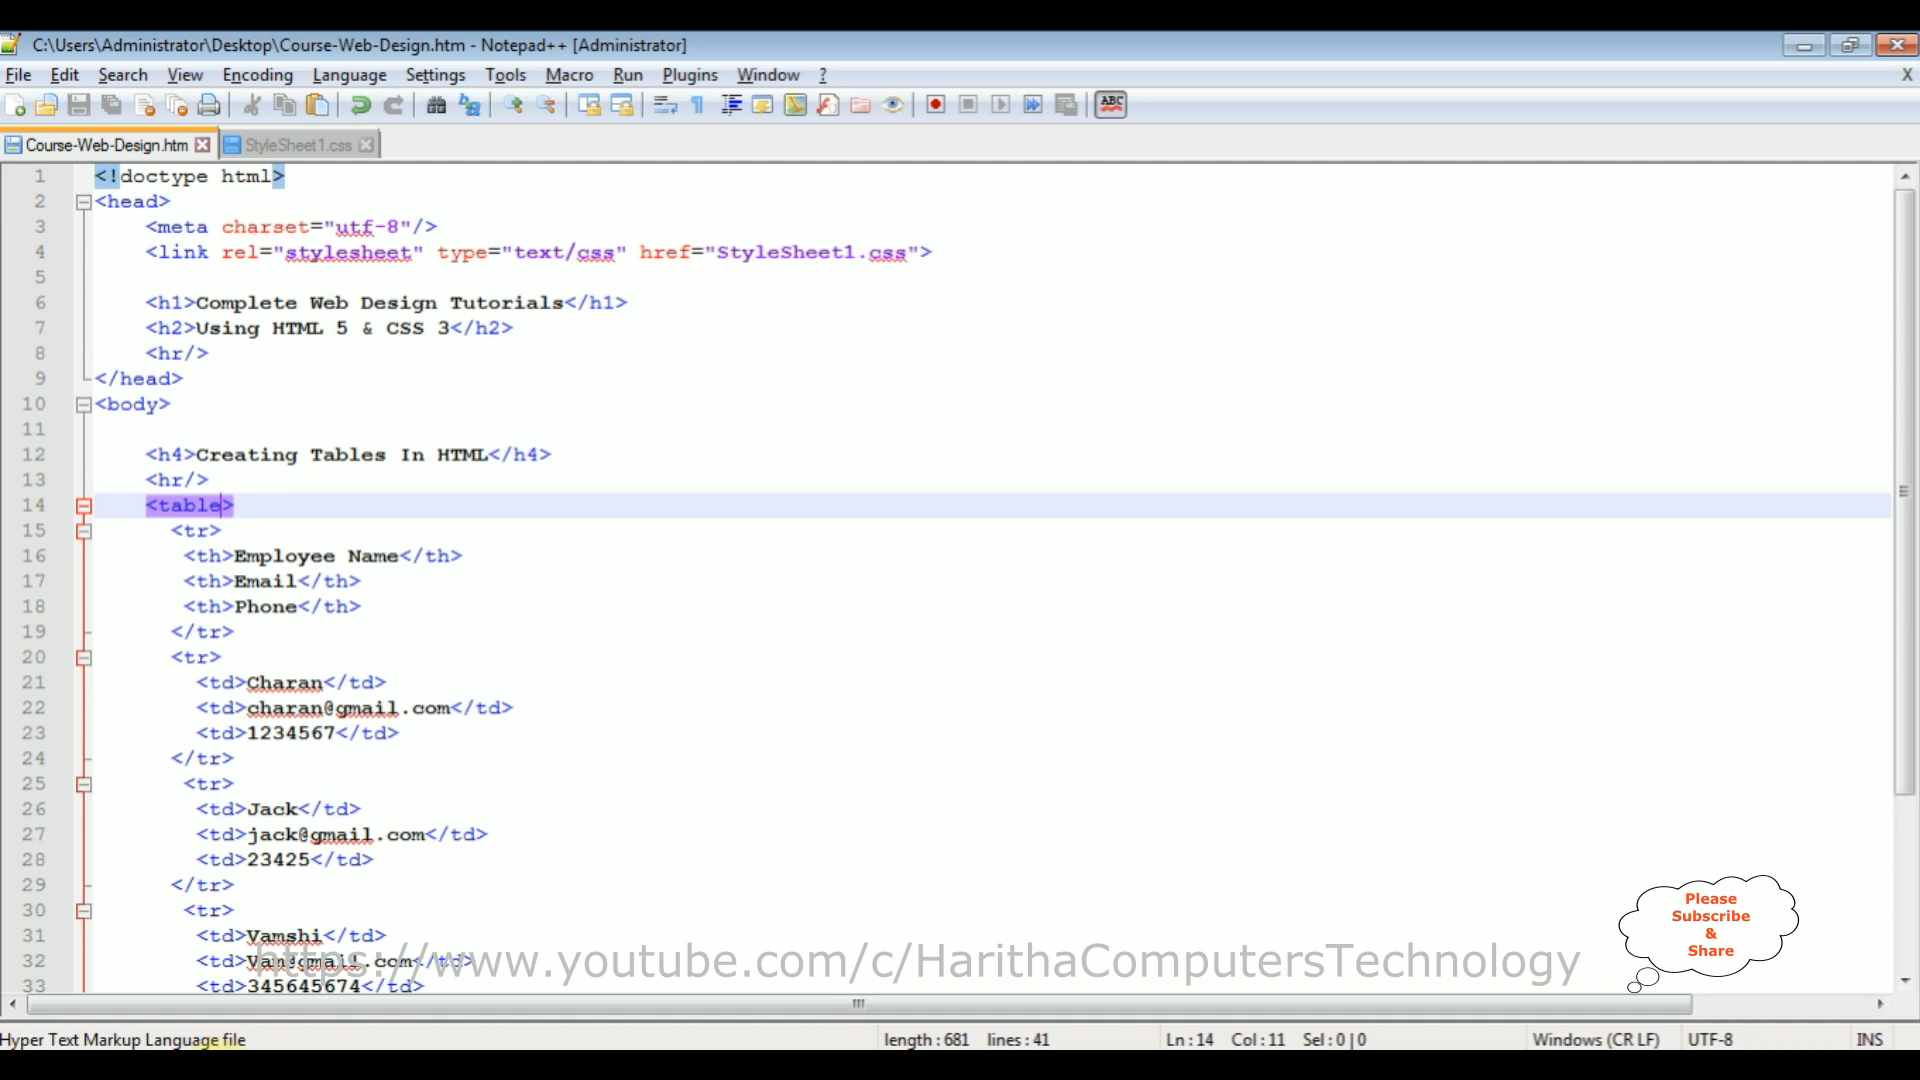 C:\Users\Administrator\Desktop\Course-Web-Design.htm - Notepad++ [Administrator]
File Edit Search View Encoding Language Settings Tools Macro Run Plugins Window ? X
ABC
Course-Web-Design.htm StyleSheet1.css
1 <!doctype html>
2 <head>
3 <meta charset="utf-8"/>
4 <link rel="stylesheet" type="text/css" href="StyleSheet1.css">
5
6 <h1>Complete Web Design Tutorials</h1>
7 <h2>Using HTML 5 & CSS 3</h2>
8 <hr/>
9 </head>
10 <body>
11
12 <h4>Creating Tables In HTML</h4>
13 <hr/>
14 <table>
15 <tr>
16 <th>Employee Name</th>
17 <th>Email</th>
18 <th>Phone</th>
19 </tr>
20 <tr>
21 <td>Charan</td>
22 <td>charan@gmail.com</td>
23 <td>1234567</td>
24 </tr>
25 <tr>
26 <td>Jack</td>
27 <td>jack@gmail.com</td>
28 <td>23425</td>
29 </tr>
30 <tr>
31 <td>Vamshi</td>
32 <td>Van@gmail.com</td>
33 <td>345645674</td>
https://www.youtube.com/c/HarithaComputersTechnology
Please
Subscribe
&
Share
Hyper Text Markup Language file length : 681 lines : 41 Ln : 14 Col : 11 Sel : 0 | 0 Windows (CR LF) UTF-8 INS